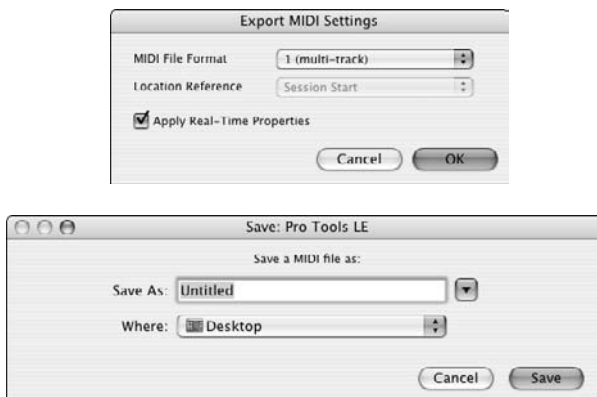 Export MIDI Settings
MIDI File Format 1 (multi-track)
Location Reference Session Start
Apply Real-Time Properties
Cancel OK
Save: Pro Tools LE
Save a MIDI file as:
Save As: Untitled
Where: Desktop
Cancel Save